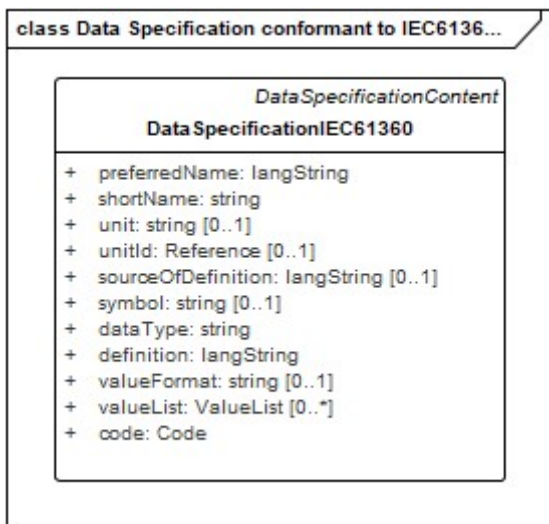 class Data Specification conformant to IEC6136...
DataSpecificationContent
DataSpecificationIEC61360
+ preferredName: langString
+ shortName: string
+ unit: string [0..1]
+ unitId: Reference [0..1]
+ sourceOfDefinition: langString [0..1]
+ symbol: string [0..1]
+ dataType: string
+ definition: langString
+ valueFormat: string [0..1]
+ valueList: ValueList [0..*]
+ code: Code